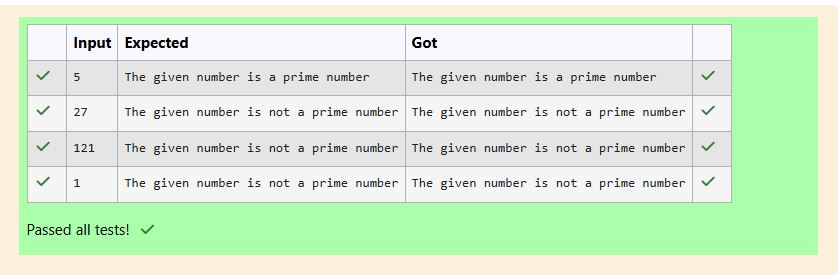 Input Expected Got
5 The given number is a prime number The given number is a prime number
27 The given number is not a prime number The given number is not a prime number
121 The given number is not a prime number The given number is not a prime number
1 The given number is not a prime number The given number is not a prime number
Passed all tests!